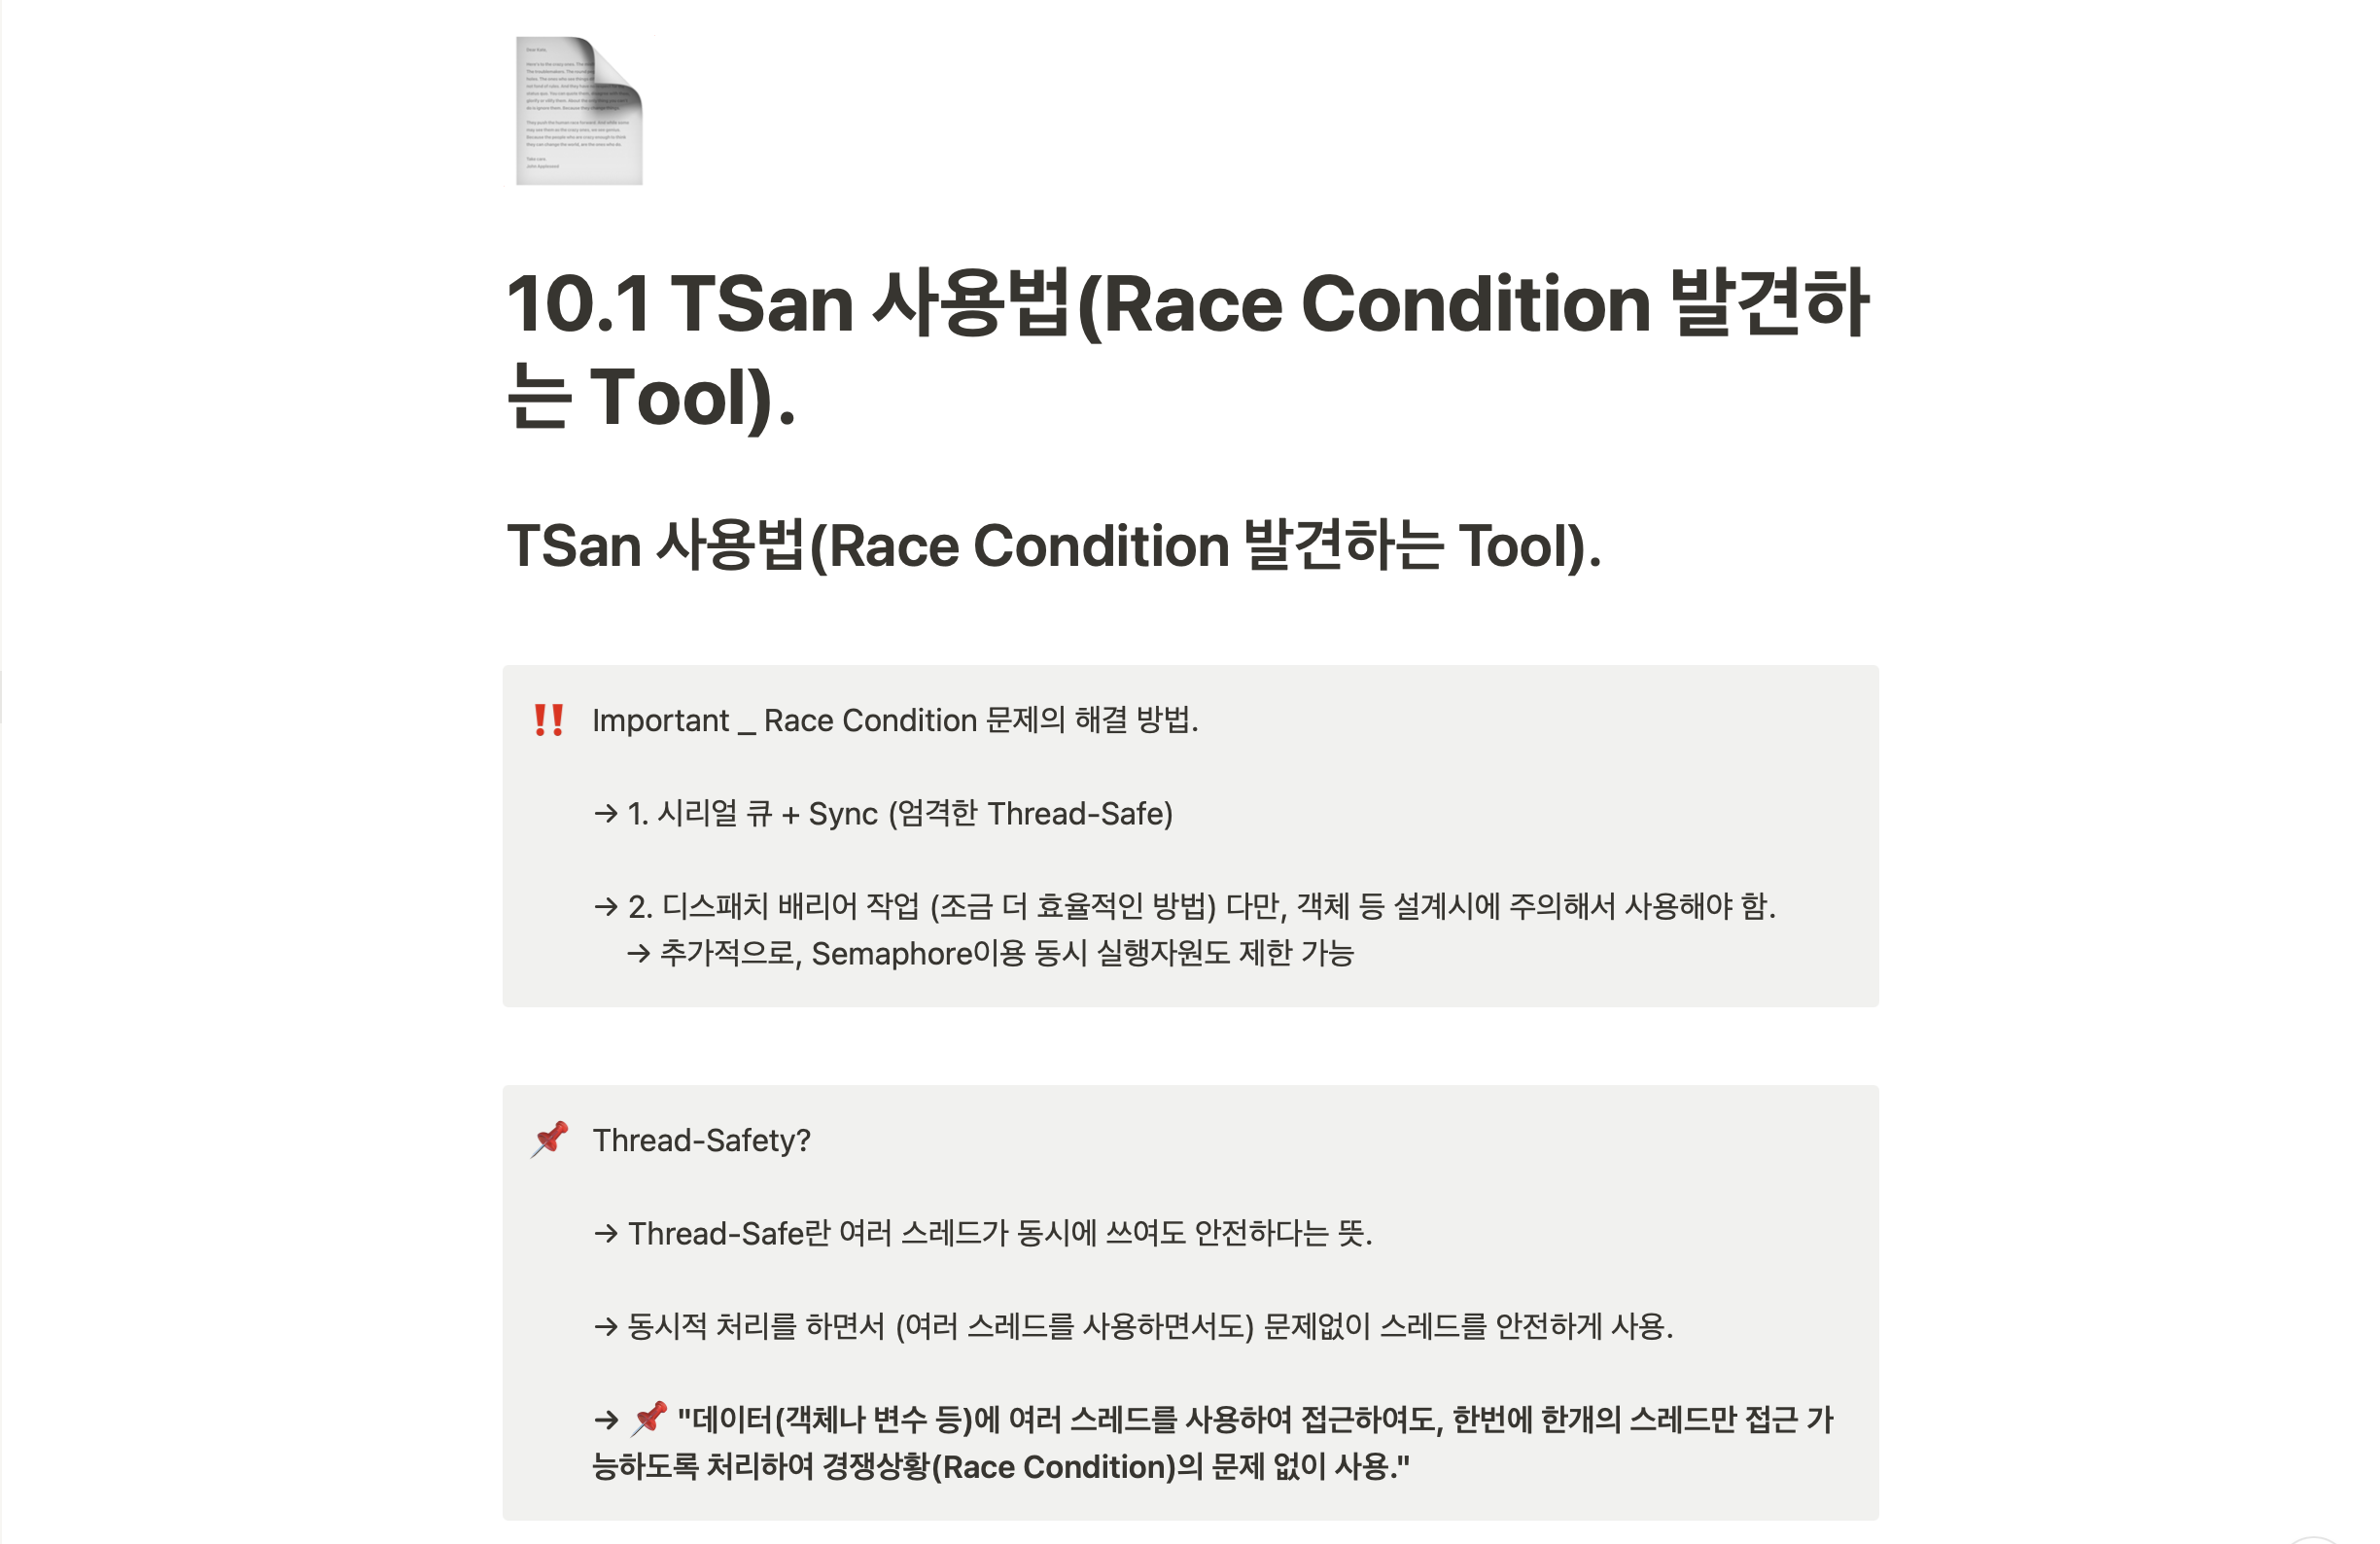 10.1 TSan 사용법(Race Condition 발견하
는 Tool).
TSan 사용법(Race Condition 발견하는 Tool).
‼️ Important _ Race Condition 문제의 해결 방법.
→ 1. 시리얼 큐 + Sync (엄격한 Thread-Safe)
→ 2. 디스패치 배리어 작업 (조금 더 효율적인 방법) 다만, 객체 등 설계시에 주의해서 사용해야 함.
→ 추가적으로, Semaphore이용 동시 실행자원도 제한 가능
📌 Thread-Safety?
→ Thread-Safe란 여러 스레드가 동시에 쓰여도 안전하다는 뜻.
→ 동시적 처리를 하면서 (여러 스레드를 사용하면서도) 문제없이 스레드를 안전하게 사용.
→ 📌 "데이터(객체나 변수 등)에 여러 스레드를 사용하여 접근하여도, 한번에 한개의 스레드만 접근 가
능하도록 처리하여 경쟁상황(Race Condition)의 문제 없이 사용."